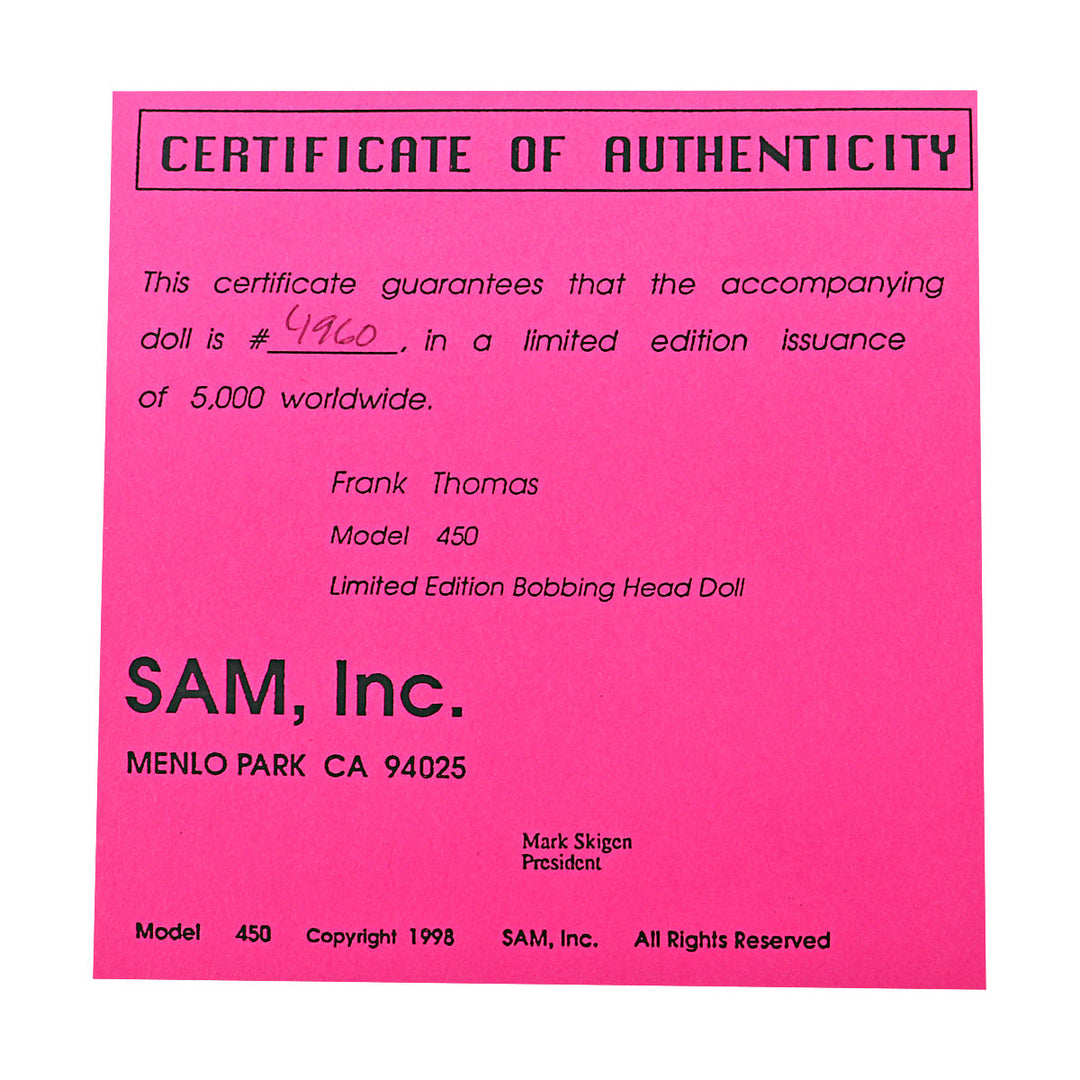 CERTIFICATE OF AUTHENTICITY
This certificate guarantees that the accompanying
doll is # 4960, in a limited edition issuance
of 5,000 worldwide.
Frank Thomas
Model 450
Limited Edition Bobbing Head Doll
SAM, Inc.
MENLO PARK CA 94025
Mark Skigen
President
Model 450 Copyright 1998 SAM, Inc. All Rights Reserved